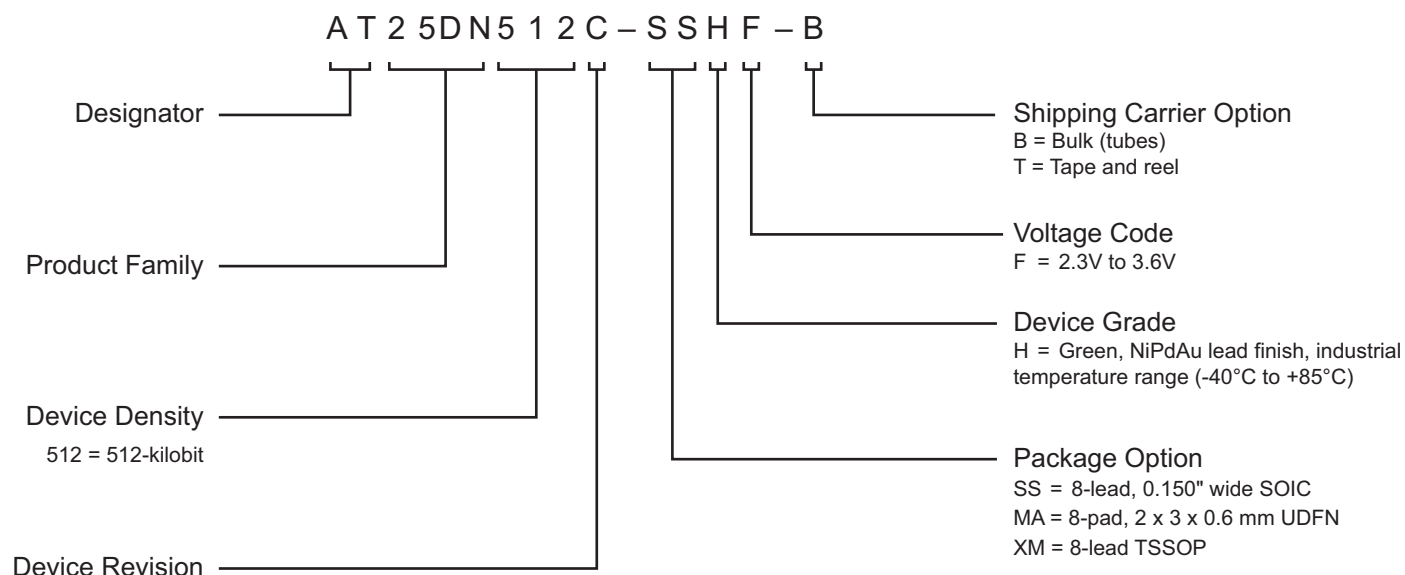 AT25DN512C–SSHF–B
Designator
Product Family
Device Density
512 = 512-kilobit
Device Revision
Shipping Carrier Option
B = Bulk (tubes)
T = Tape and reel
Voltage Code
F = 2.3V to 3.6V
Device Grade
H = Green, NiPdAu lead finish, industrial
temperature range (-40°C to +85°C)
Package Option
SS = 8-lead, 0.150" wide SOIC
MA = 8-pad, 2 x 3 x 0.6 mm UDFN
XM = 8-lead TSSOP